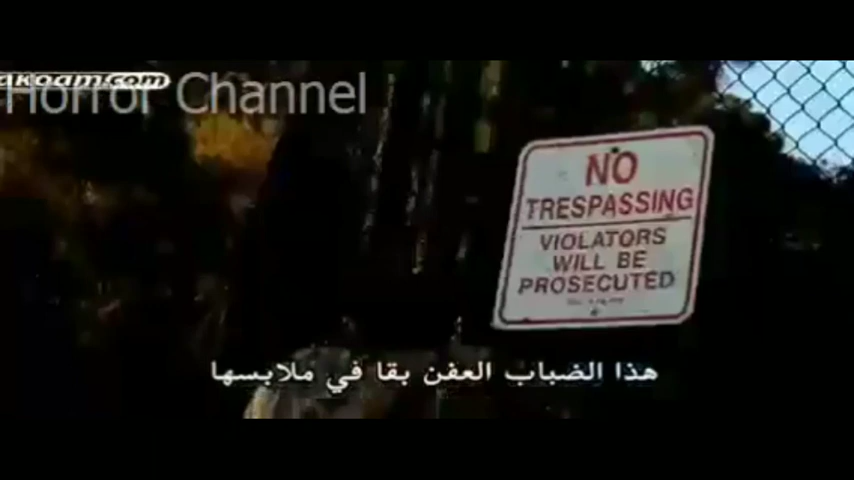 akoam.com
Horror Channel
NO
TRESPASSING
VIOLATORS
WILL BE
PROSECUTED
هذا الضباب العفن بقا في ملابسها